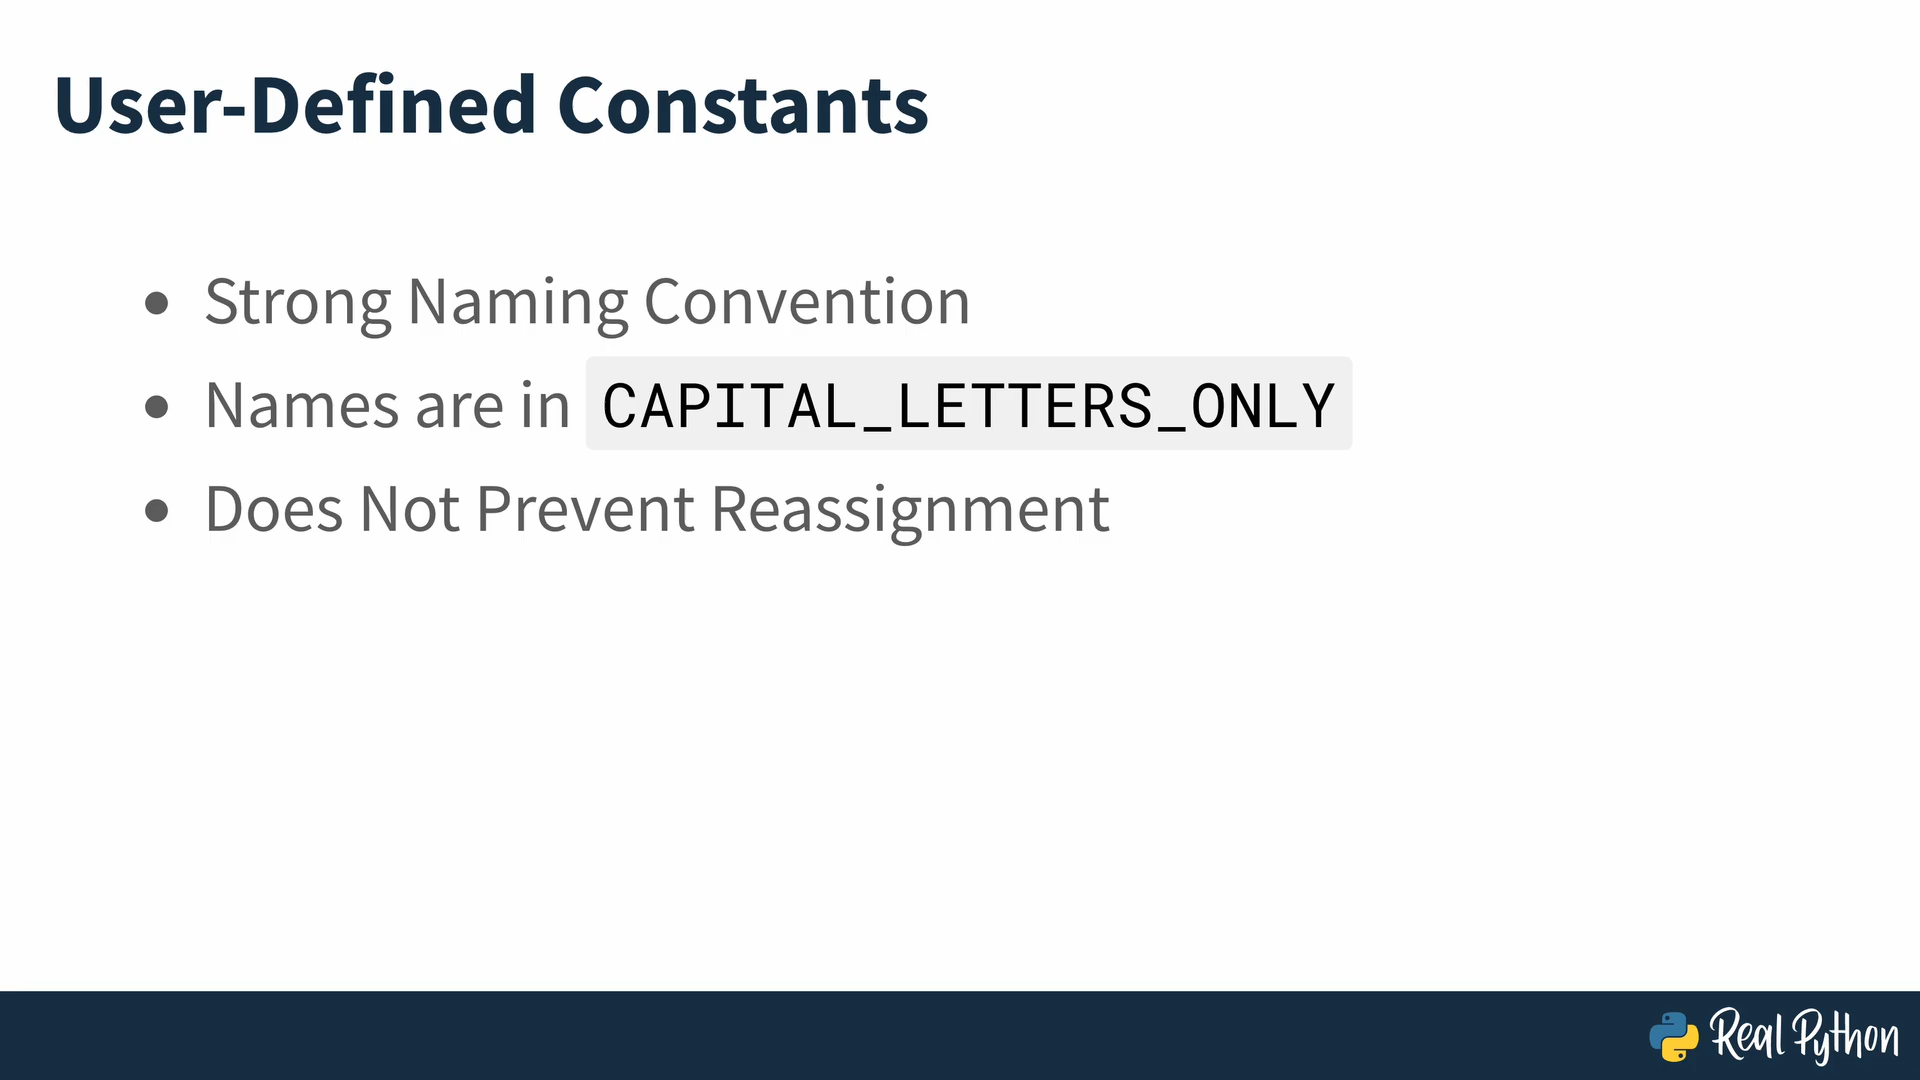 User-Defined Constants
• Strong Naming Convention
• Names are in CAPITAL_LETTERS_ONLY
• Does Not Prevent Reassignment
Real Python